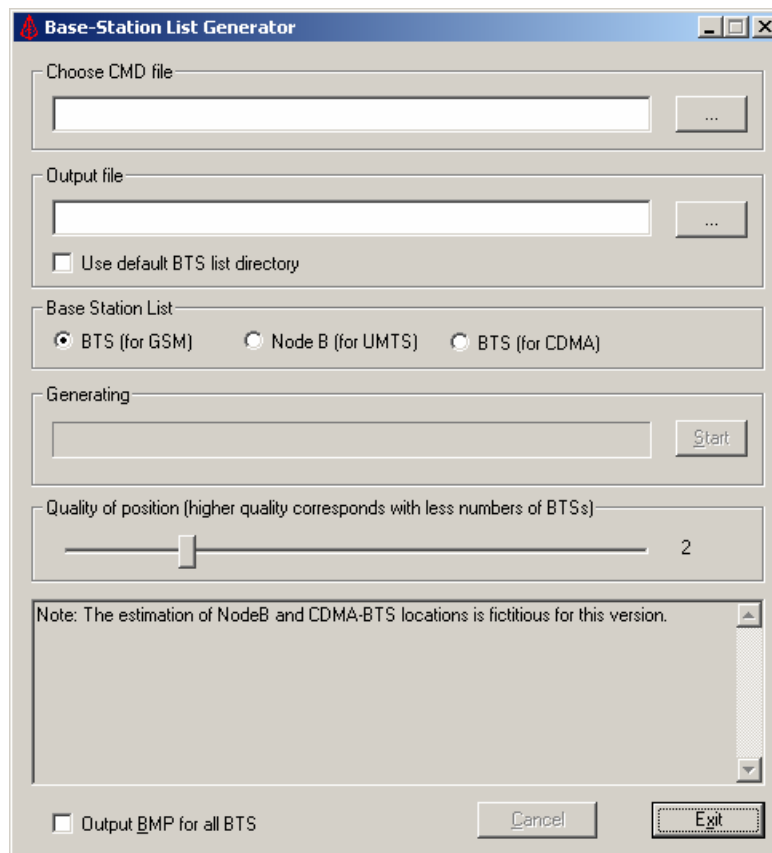 Base-Station List Generator
Choose CMD file
...
Output file
...
Use default BTS list directory
Base Station List
BTS (for GSM) Node B (for UMTS) BTS (for CDMA)
Generating
Start
Quality of position (higher quality corresponds with less numbers of BTSs)
2
Note: The estimation of NodeB and CDMA-BTS locations is fictitious for this version.
Output BMP for all BTS Cancel Exit